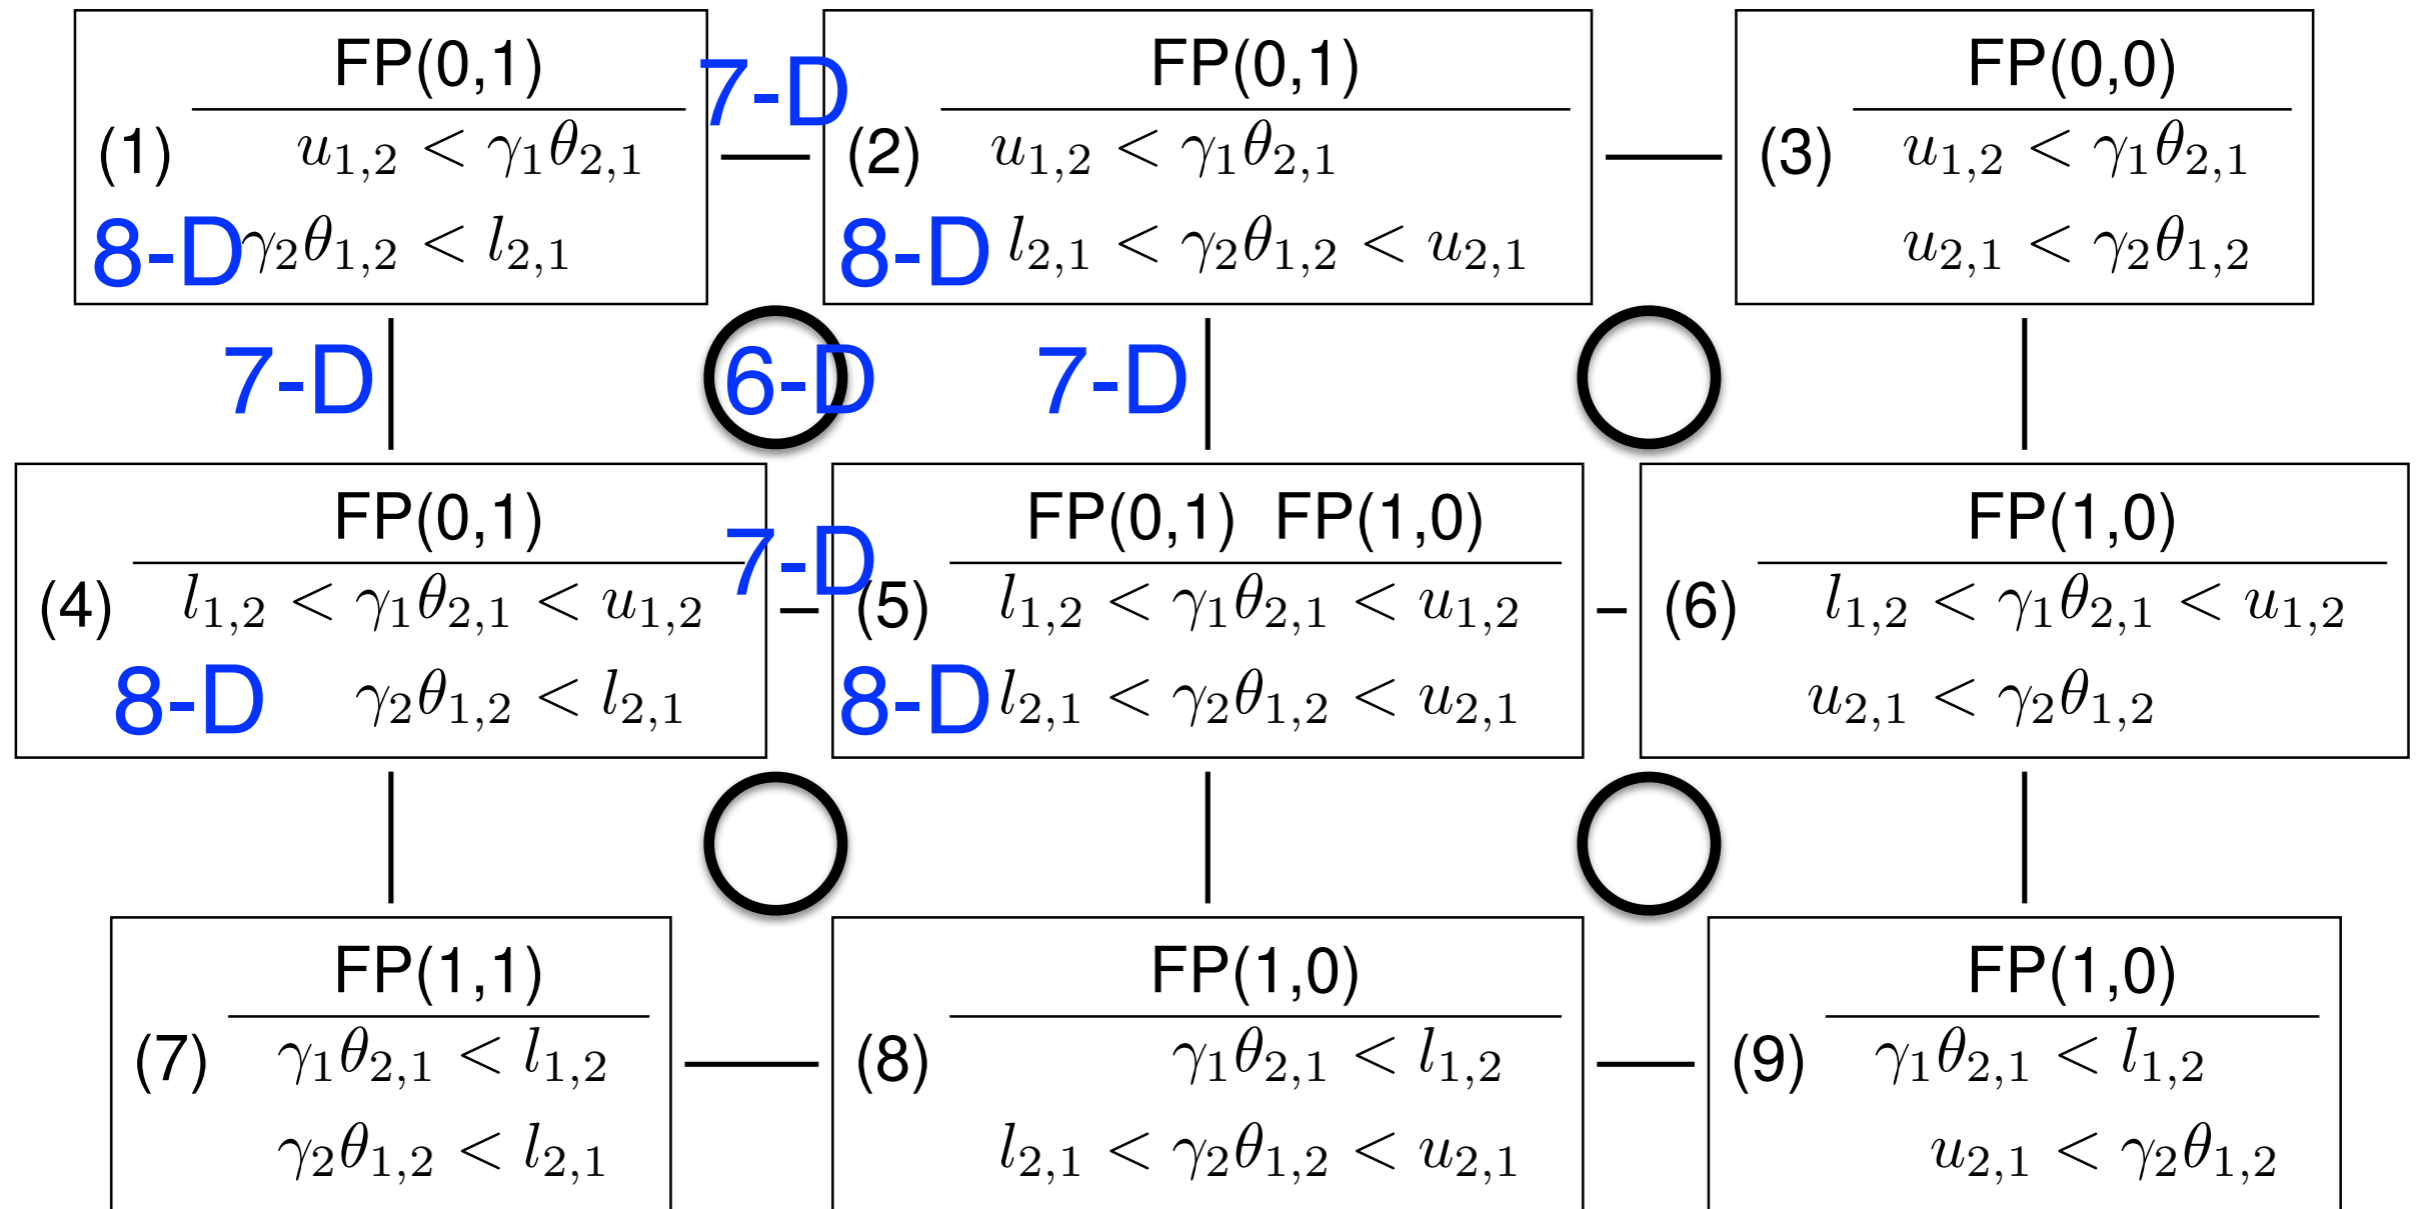 FP(0,1)
(1) u_{1,2} < γ_1θ_{2,1}
8-D γ_2θ_{1,2} < l_{2,1}
7-D
FP(0,1)
(2) u_{1,2} < γ_1θ_{2,1}
8-D l_{2,1} < γ_2θ_{1,2} < u_{2,1}
FP(0,0)
(3) u_{1,2} < γ_1θ_{2,1}
u_{2,1} < γ_2θ_{1,2}
7-D
6-D
7-D
FP(0,1)
(4) l_{1,2} < γ_1θ_{2,1} < u_{1,2}
8-D γ_2θ_{1,2} < l_{2,1}
7-D
FP(0,1) FP(1,0)
(5) l_{1,2} < γ_1θ_{2,1} < u_{1,2}
8-D l_{2,1} < γ_2θ_{1,2} < u_{2,1}
FP(1,0)
(6) l_{1,2} < γ_1θ_{2,1} < u_{1,2}
u_{2,1} < γ_2θ_{1,2}
FP(1,1)
(7) γ_1θ_{2,1} < l_{1,2}
γ_2θ_{1,2} < l_{2,1}
FP(1,0)
(8) γ_1θ_{2,1} < l_{1,2}
l_{2,1} < γ_2θ_{1,2} < u_{2,1}
FP(1,0)
(9) γ_1θ_{2,1} < l_{1,2}
u_{2,1} < γ_2θ_{1,2}